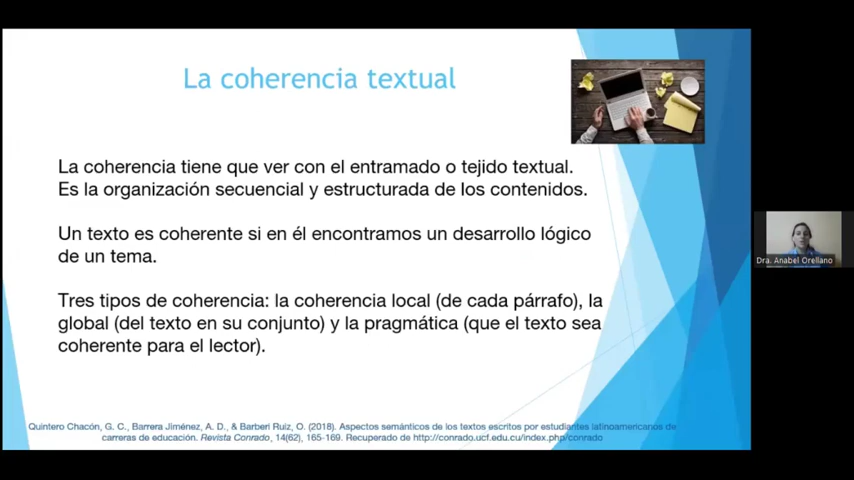 La coherencia textual
La coherencia tiene que ver con el entramado o tejido textual.
Es la organización secuencial y estructurada de los contenidos.
Un texto es coherente si en él encontramos un desarrollo lógico
de un tema.
Tres tipos de coherencia: la coherencia local (de cada párrafo), la
global (del texto en su conjunto) y la pragmática (que el texto sea
coherente para el lector).
Quintero Chacón, G. C., Barrera Jiménez, A. D., & Barberi Ruiz, O. (2018). Aspectos semánticos de los textos escritos por estudiantes latinoamericanos de
carreras de educación. Revista Conrado, 14(62), 165-169. Recuperado de http://conrado.ucf.edu.cu/index.php/conrado
Dra. Anabel Orellano